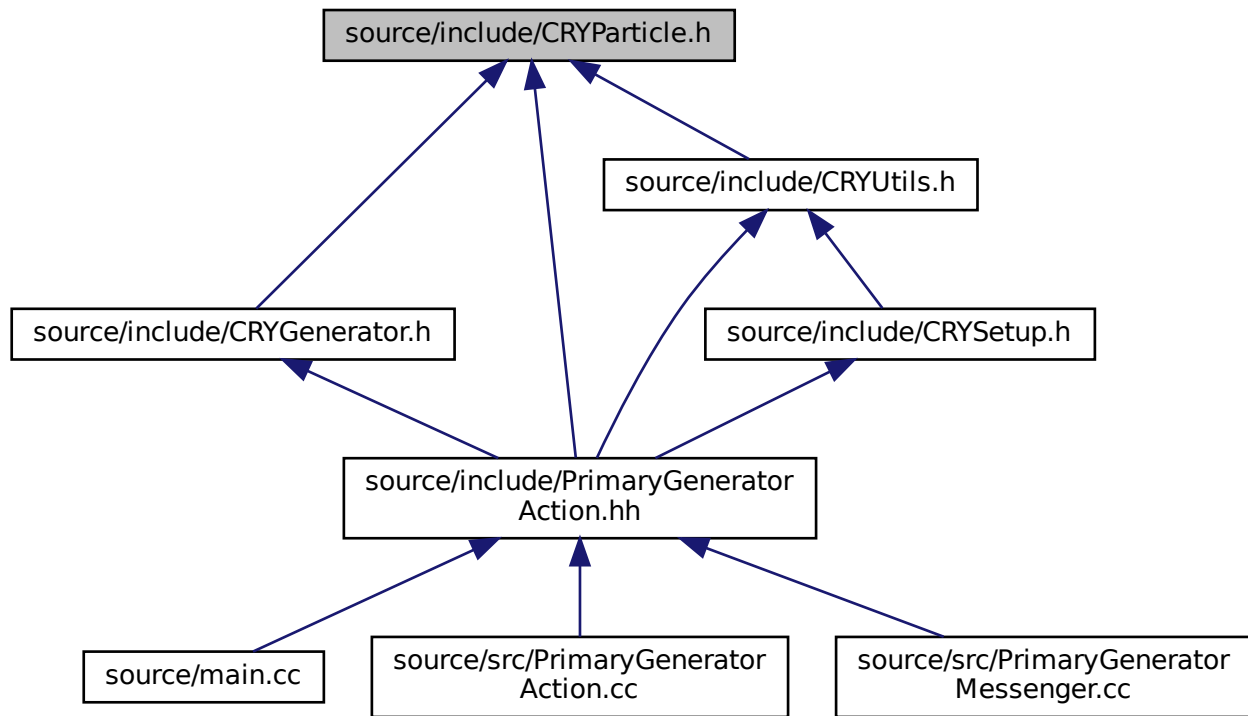 source/include/CRYParticle.h
source/include/CRYUtils.h
source/include/CRYGenerator.h
source/include/CRYSetup.h
source/include/PrimaryGenerator
Action.hh
source/main.cc
source/src/PrimaryGenerator
Action.cc
source/src/PrimaryGenerator
Messenger.cc